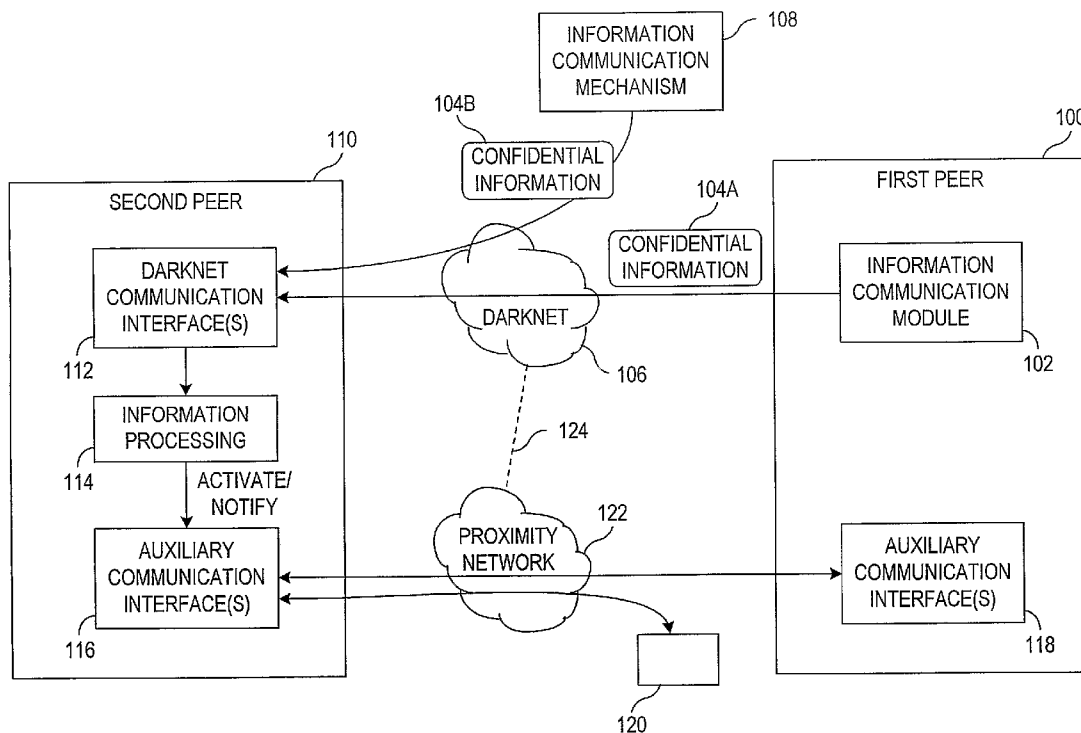 INFORMATION
COMMUNICATION
MECHANISM
108
104B
CONFIDENTIAL
INFORMATION
110
SECOND PEER
100
FIRST PEER
104A
CONFIDENTIAL
INFORMATION
DARKNET
COMMUNICATION
INTERFACE(S)
112
DARKNET
106
INFORMATION
COMMUNICATION
MODULE
102
INFORMATION
PROCESSING
114
ACTIVATE/
NOTIFY
124
PROXIMITY
NETWORK
122
AUXILIARY
COMMUNICATION
INTERFACE(S)
116
AUXILIARY
COMMUNICATION
INTERFACE(S)
118
120